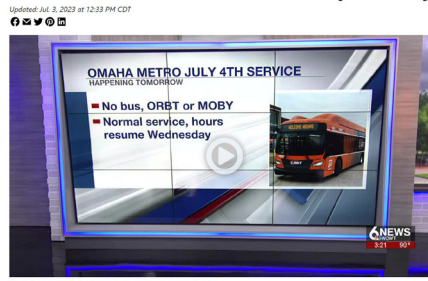 Updated: Jul. 3, 2023 at 12:33 PM CDT
OMAHA METRO JULY 4TH SERVICE
HAPPENING TOMORROW
No bus, ORBT or MOBY
Normal service, hours
resume Wednesday
6NEWS
WOWT
3:21 90°